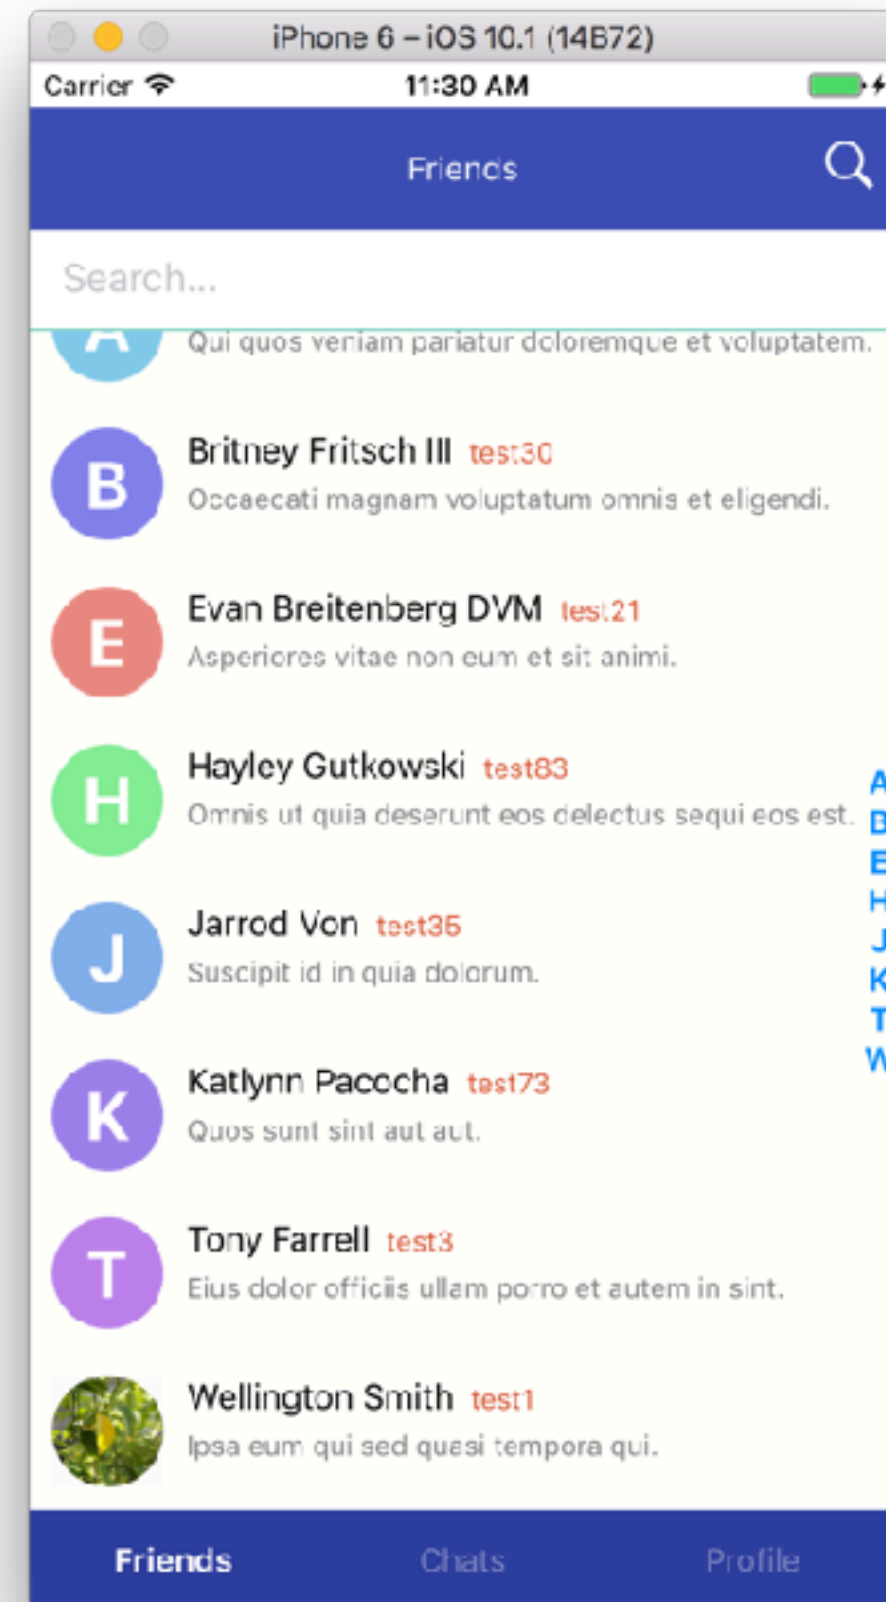 iPhone 6 – iOS 10.1 (14B72)
Carrier 11:30 AM
Friends
Search...
A Qui quos veniam pariatur doloremque et voluptatem.
B Britney Fritsch III test30
Occaecati magnam voluptatum omnis et eligendi.
E Evan Breitenberg DVM test21
Asperiores vitae non eum et sit animi.
H Hayley Gutkowski test83
Omnis ut quia deserunt eos delectus sequi eos est.
J Jarrod Von test35
Suscipit id in quia dolorum.
K Katlynn Pacocha test73
Quos sunt sint aut aut.
T Tony Farrell test3
Eius dolor officiis ullam porro et autem in sint.
Wellington Smith test1
Ipsa eum qui sed quasi tempora qui.
A
B
E
H
J
K
T
W
Friends Chats Profile